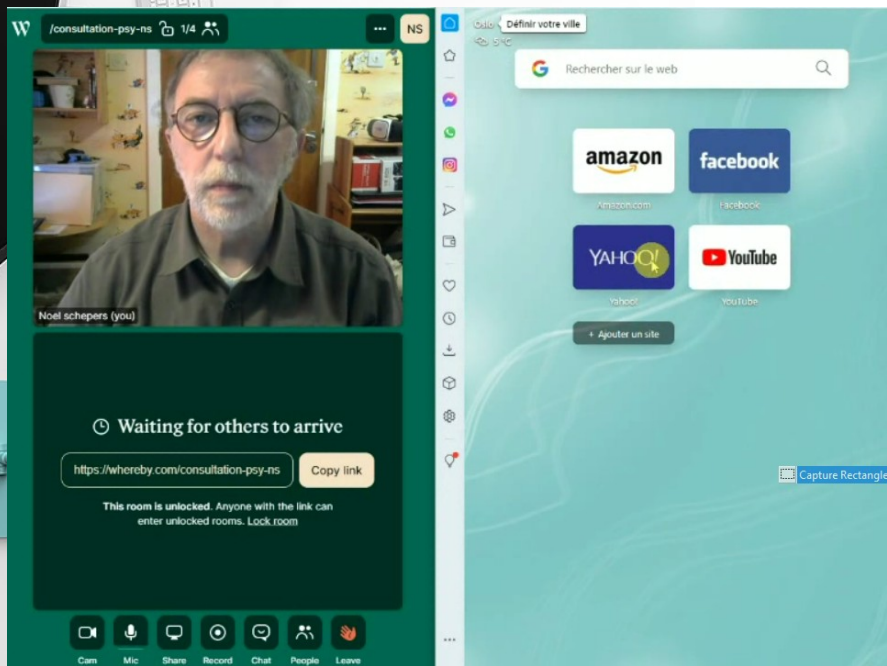 /consultation-psy-ns
1/4
NS
Noel schepers (you)
Waiting for others to arrive
https://whereby.com/consultation-psy-ns
Copy link
This room is unlocked. Anyone with the link can
enter unlocked rooms. Lock room
Cam
Mic
Share
Record
Chat
People
Leave
Oslo
Définir votre ville
5°C
Rechercher sur le web
amazon
facebook
Amazon.com
Facebook
YAHOO!
YouTube
Yahoo!
YouTube
+ Ajouter un site
Capture Rectangle